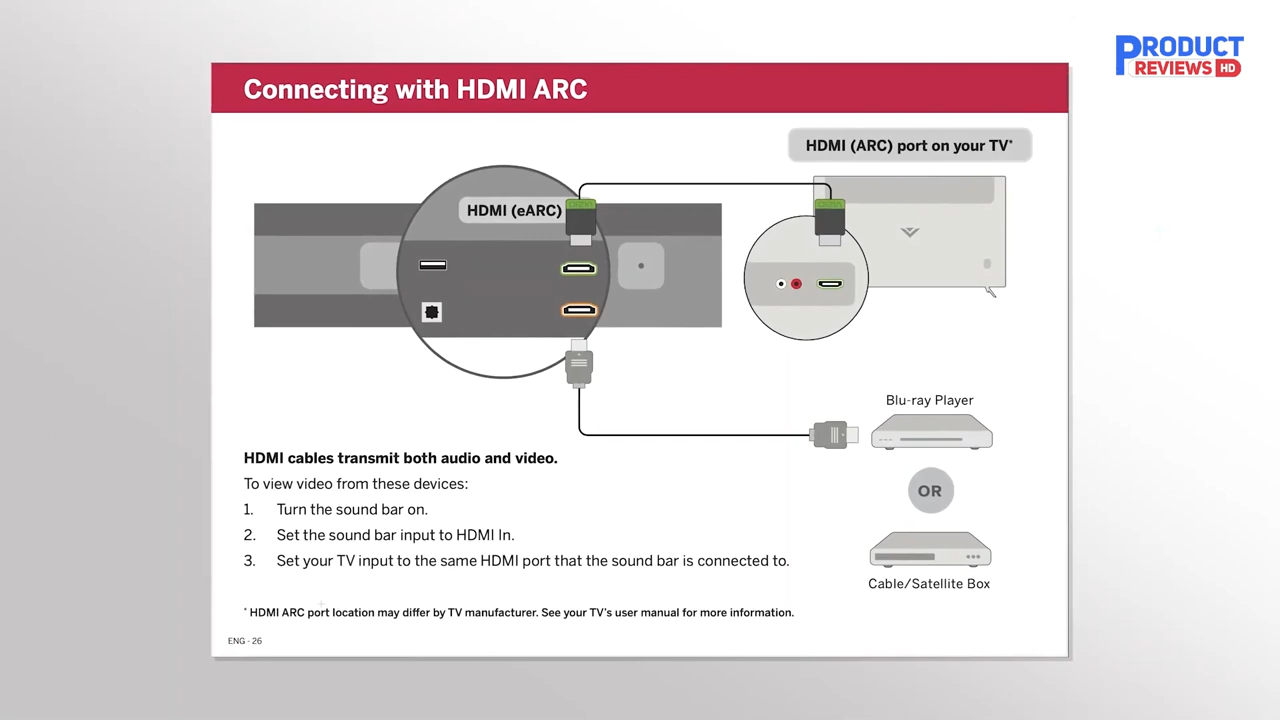 PRODUCT
REVIEWS HD
Connecting with HDMI ARC
HDMI (ARC) port on your TV*
HDMI (eARC)
Blu-ray Player
OR
Cable/Satellite Box
HDMI cables transmit both audio and video.
To view video from these devices:
1. Turn the sound bar on.
2. Set the sound bar input to HDMI In.
3. Set your TV input to the same HDMI port that the sound bar is connected to.
* HDMI ARC port location may differ by TV manufacturer. See your TV's user manual for more information.
ENG - 26